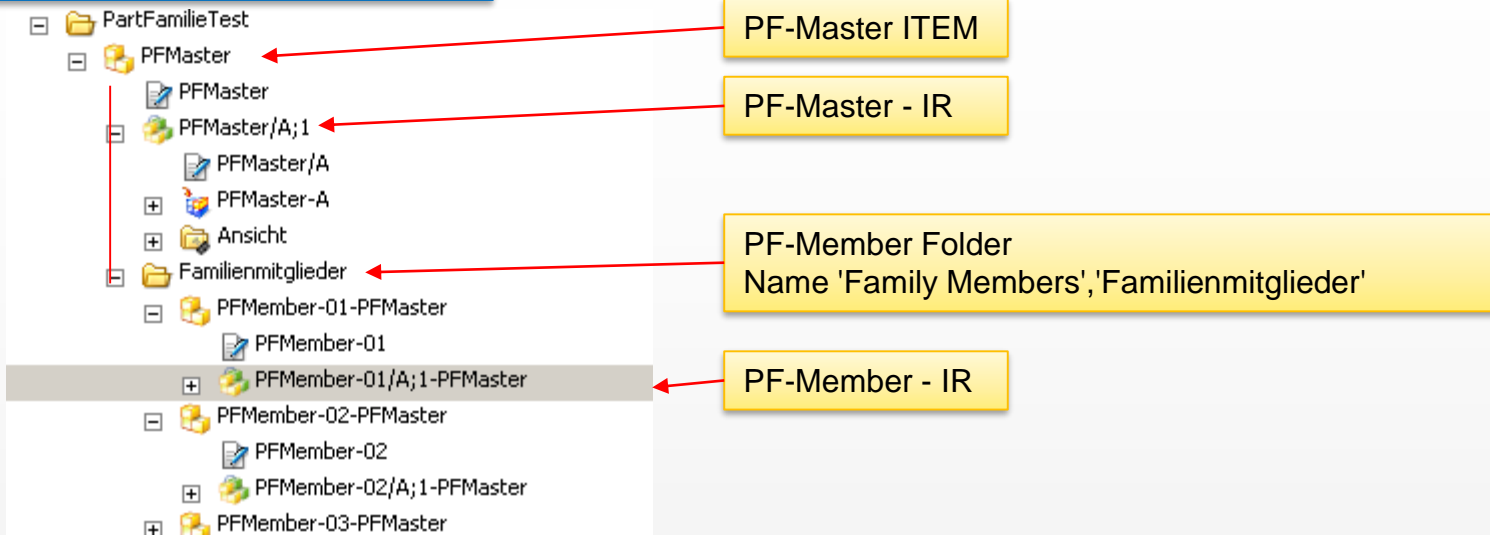 PartFamilieTest
PF-Master ITEM
PFMaster
PFMaster
PF-Master - IR
PFMaster/A;1
PFMaster/A
PFMaster-A
Ansicht
PF-Member Folder
Name 'Family Members','Familienmitglieder'
Familienmitglieder
PFMember-01-PFMaster
PFMember-01
PFMember-01/A;1-PFMaster
PF-Member - IR
PFMember-02-PFMaster
PFMember-02
PFMember-02/A;1-PFMaster
PFMember-03-PFMaster